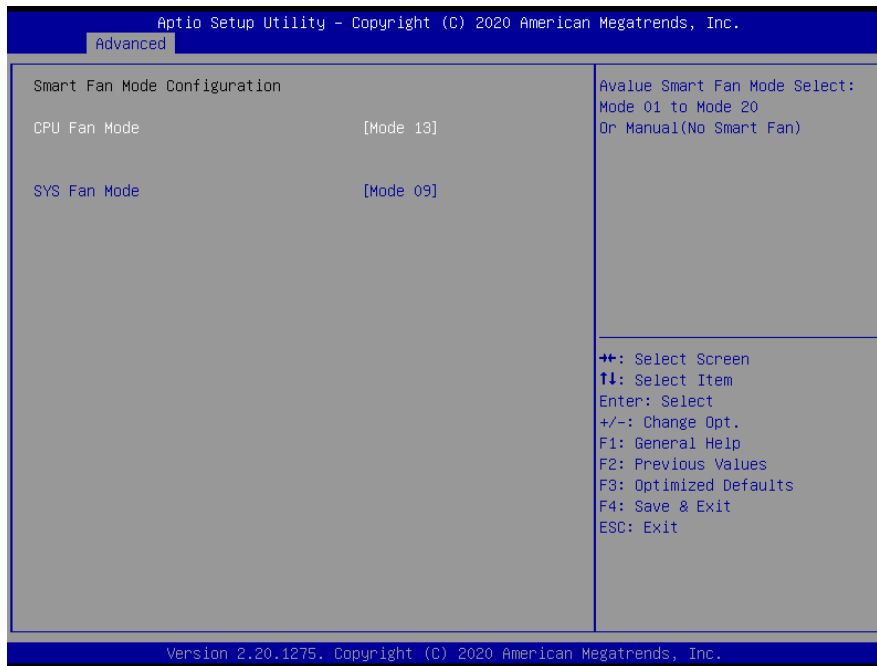 Aptio Setup Utility – Copyright (C) 2020 American Megatrends, Inc.
Advanced
Smart Fan Mode Configuration
CPU Fan Mode [Mode 13]
SYS Fan Mode [Mode 09]
Avalue Smart Fan Mode Select:
Mode 01 to Mode 20
Or Manual(No Smart Fan)
→←: Select Screen
↑↓: Select Item
Enter: Select
+/-: Change Opt.
F1: General Help
F2: Previous Values
F3: Optimized Defaults
F4: Save & Exit
ESC: Exit
Version 2.20.1275. Copyright (C) 2020 American Megatrends, Inc.